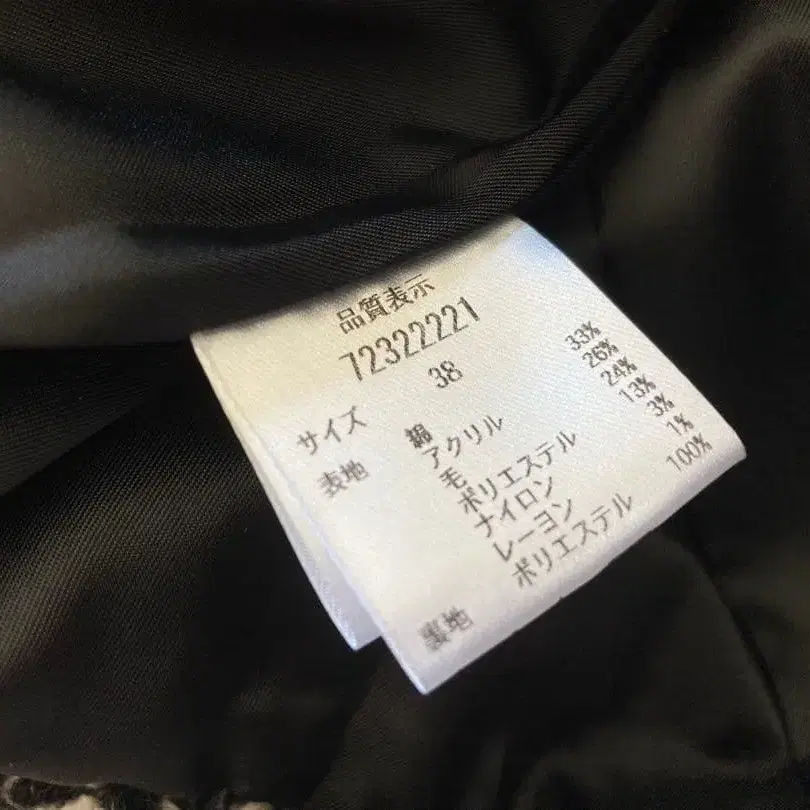 品質表示
72322221
サイズ 38
表地 綿 33%
アクリル 26%
毛 24%
ポリエステル 13%
ナイロン 3%
レーヨン 1%
裏地 ポリエステル 100%